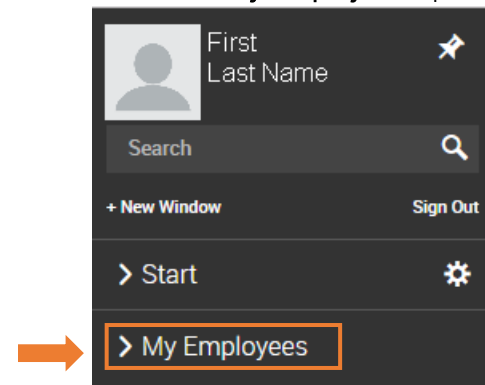 First
Last Name
Search
+ New Window Sign Out
Start
My Employees